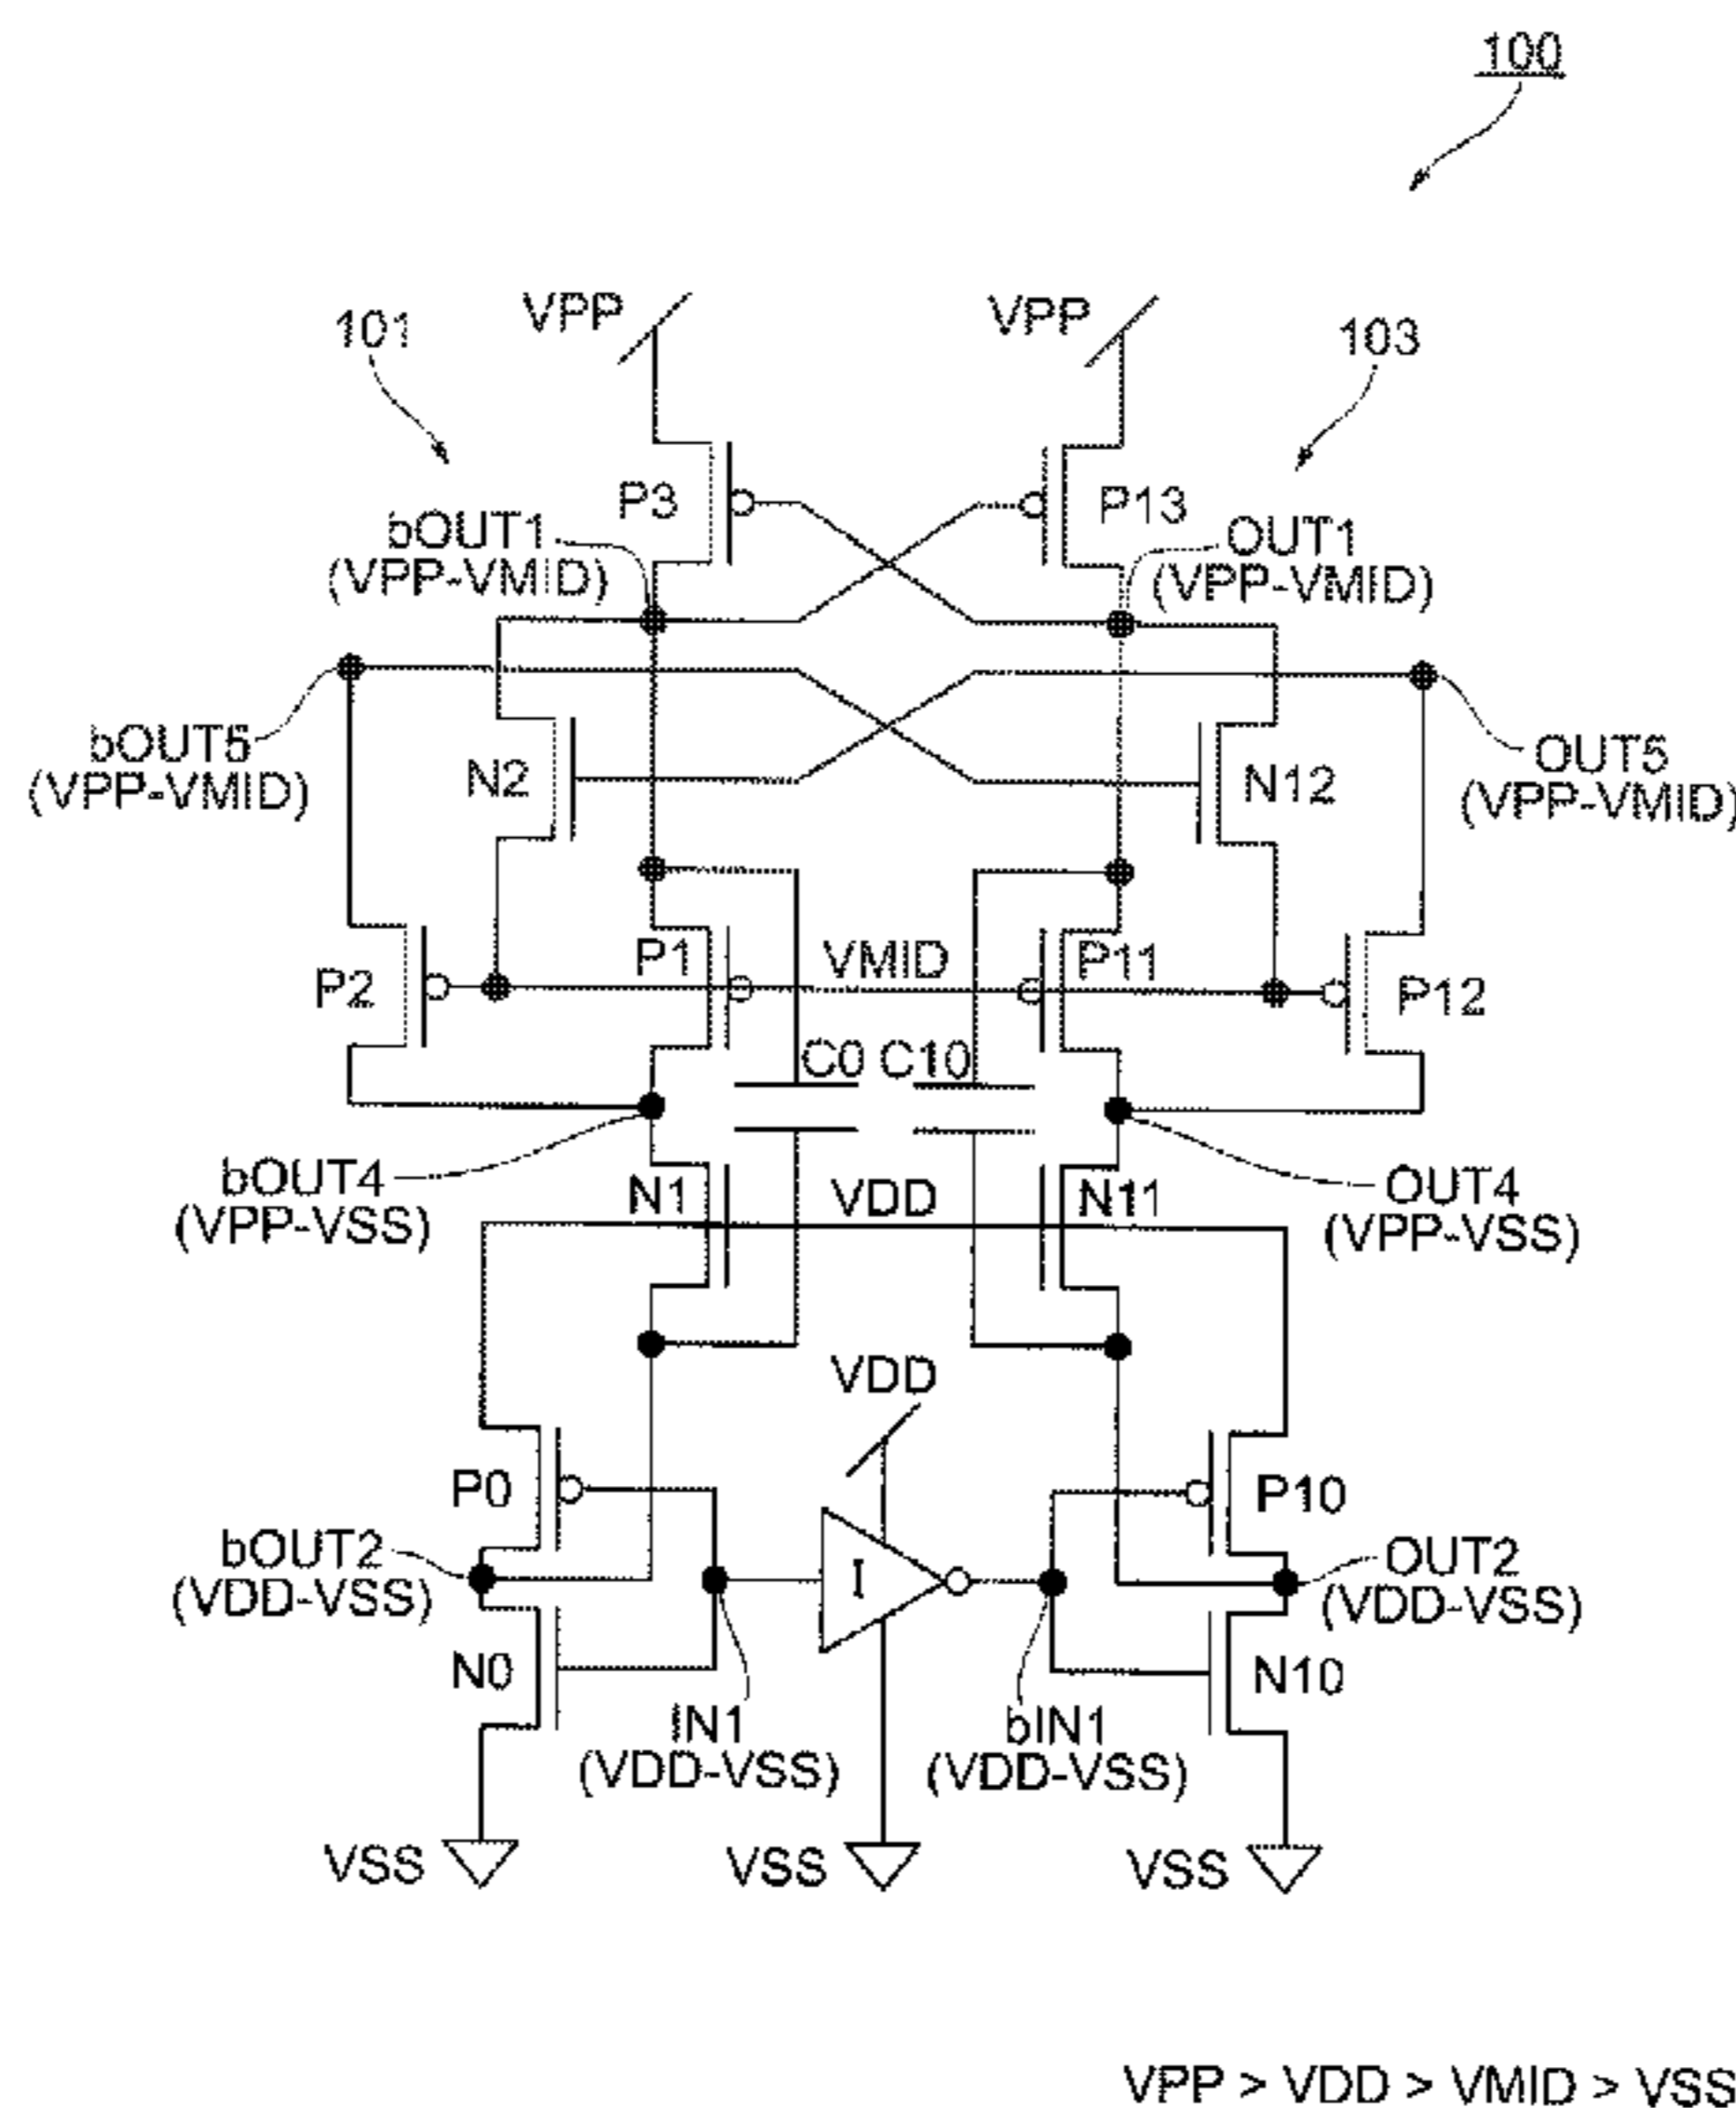 100
VPP
VPP
101
103
P3
P13
bOUT1
(VPP-VMID)
OUT1
(VPP-VMID)
bOUT5
(VPP-VMID)
N2
N12
OUT5
(VPP-VMID)
P2
P1
VMID
P11
P12
C0
C10
bOUT4
(VPP-VSS)
N1
VDD
N11
OUT4
(VPP-VSS)
VDD
P0
P10
bOUT2
(VDD-VSS)
I
OUT2
(VDD-VSS)
N0
N10
IN1
(VDD-VSS)
bIN1
(VDD-VSS)
VSS
VSS
VSS
VPP > VDD > VMID > VSS